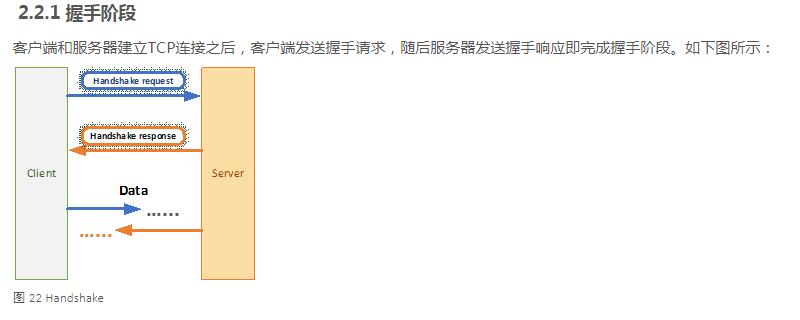 2.2.1 握手阶段
客户端和服务器建立TCP连接之后，客户端发送握手请求，随后服务器发送握手响应即完成握手阶段。如下图所示：
Handshake request
Handshake response
Client
Server
Data
……
……
图 22 Handshake